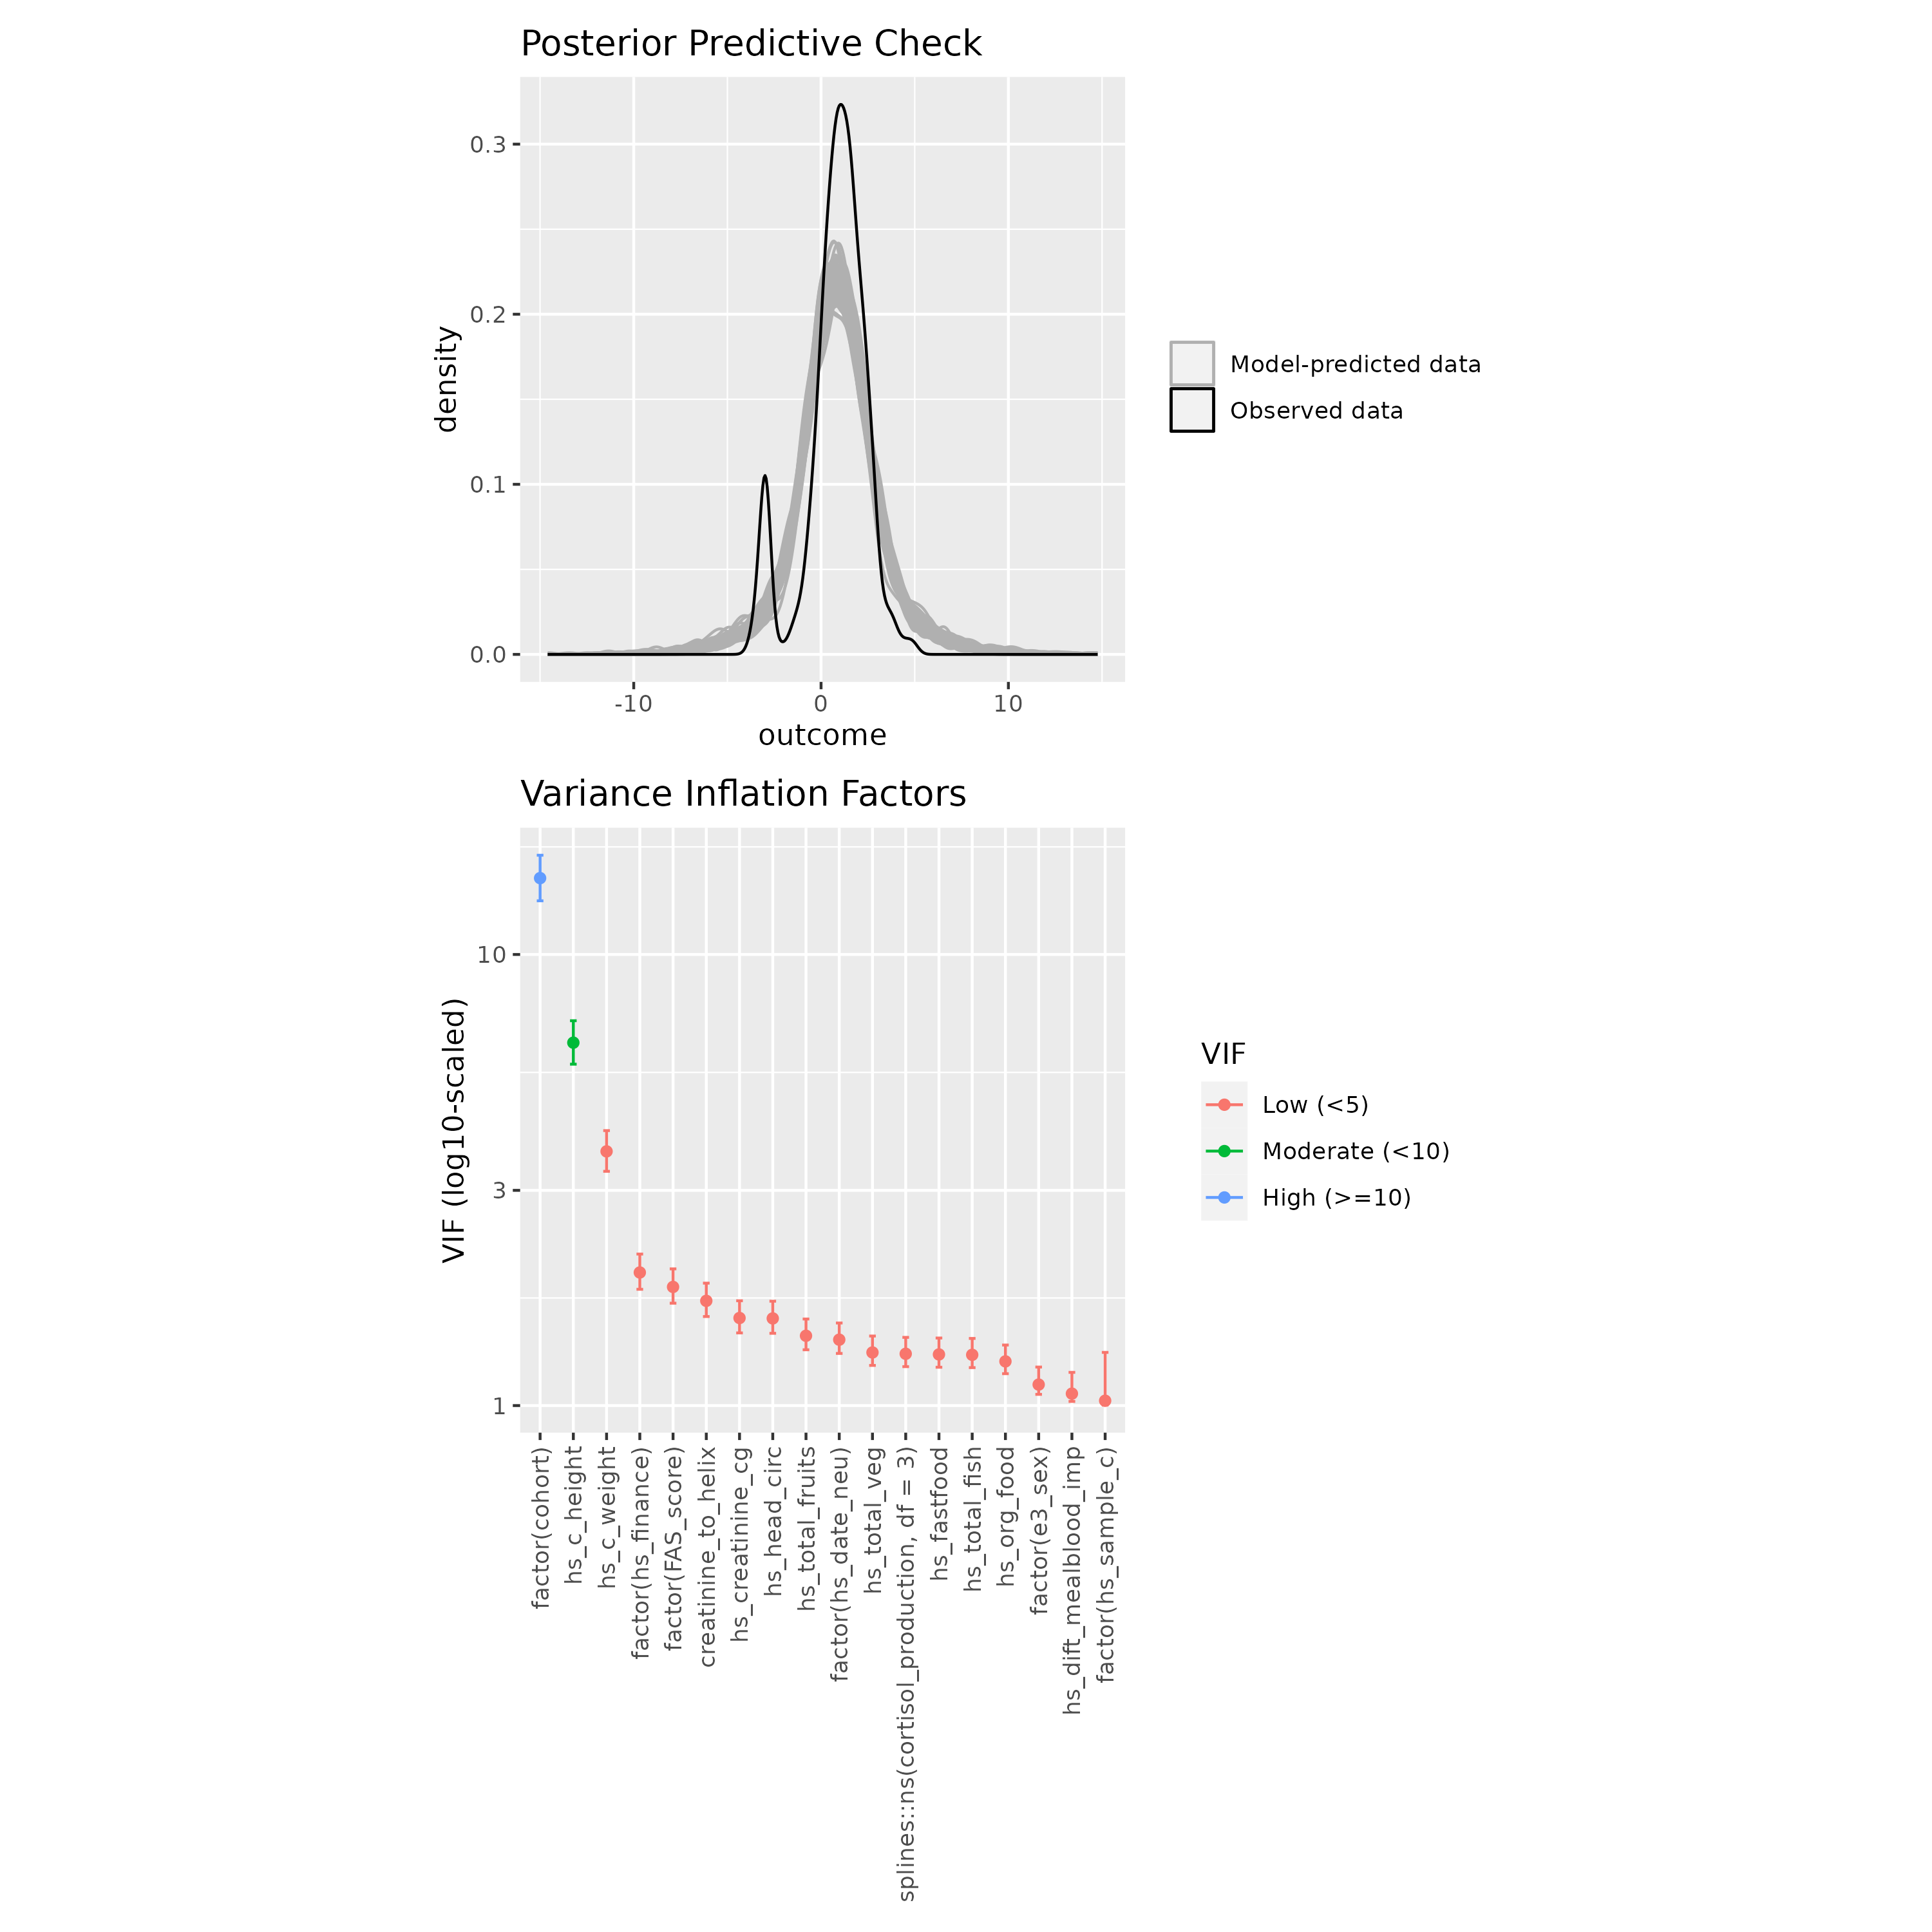 Posterior Predictive Check
0.3
0.2
0.1
0.0
density
-10
0
10
outcome
Model-predicted data
Observed data
Variance Inflation Factors
10
3
1
VIF (log10-scaled)
factor(cohort)
hs_c_height
hs_c_weight
factor(hs_finance)
factor(FAS_score)
creatinine_to_helix
hs_creatinine_cg
hs_head_circ
hs_total_fruits
factor(hs_date_neu)
hs_total_veg
splines::ns(cortisol_production, df = 3)
hs_fastfood
hs_total_fish
hs_org_food
factor(e3_sex)
hs_dift_mealblood_imp
factor(hs_sample_c)
VIF
Low (<5)
Moderate (<10)
High (>=10)